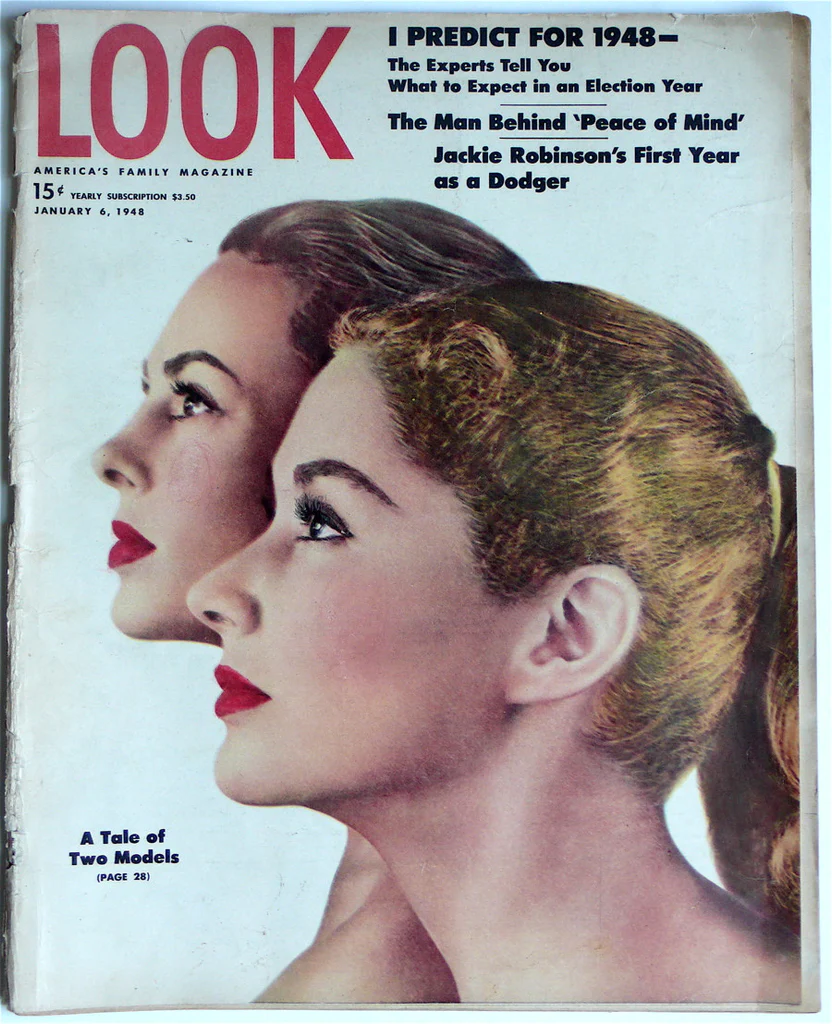 LOOK
AMERICA'S FAMILY MAGAZINE
15¢ YEARLY SUBSCRIPTION $3.50
JANUARY 6, 1948
I PREDICT FOR 1948—
The Experts Tell You
What to Expect in an Election Year
The Man Behind 'Peace of Mind'
Jackie Robinson's First Year
as a Dodger
A Tale of
Two Models
(PAGE 28)